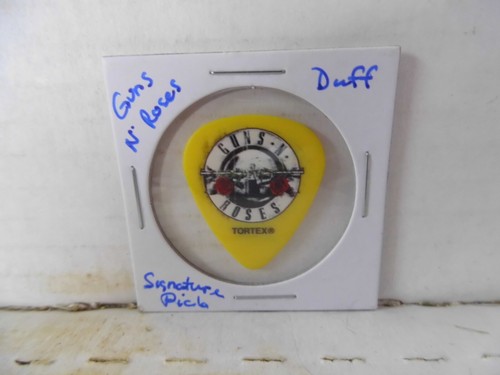 Guns
N' Roses
Duff
GUNS-N-
ROSES
TORTEX®
Signature
Pick